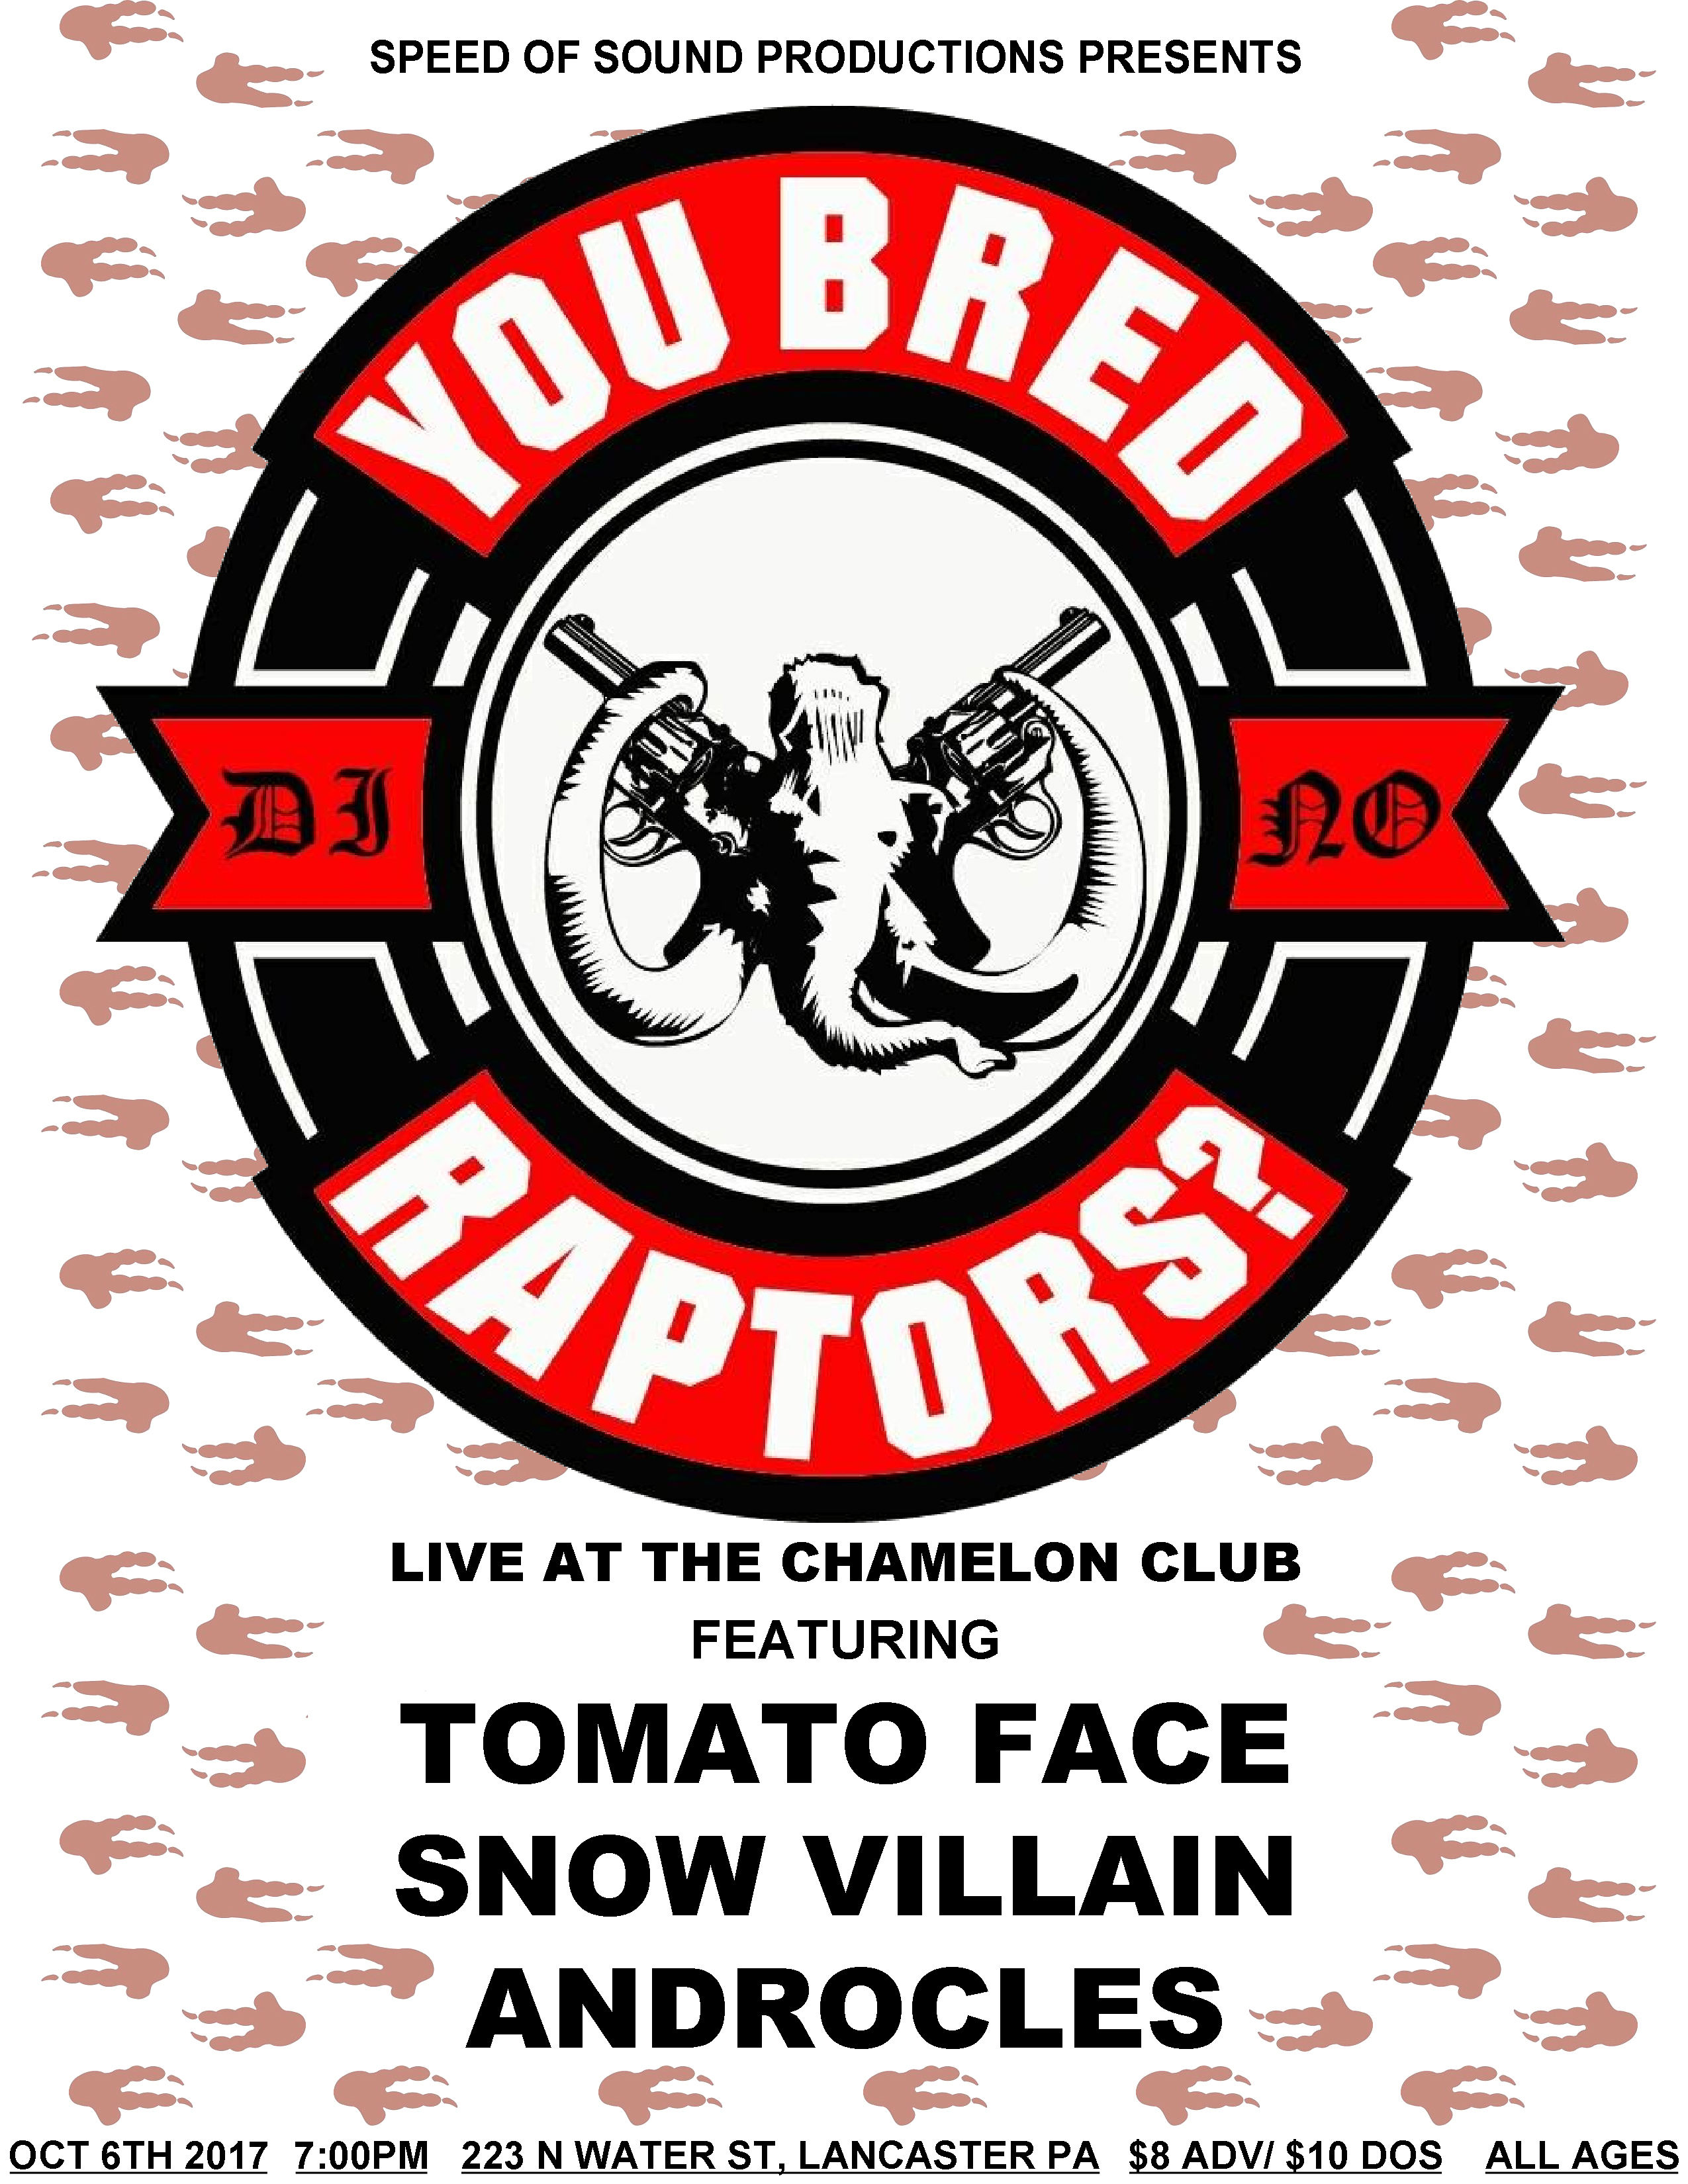 SPEED OF SOUND PRODUCTIONS PRESENTS
YOU BRED
DI NO
RAPTORS?
LIVE AT THE CHAMELON CLUB
FEATURING
TOMATO FACE
SNOW VILLAIN
ANDROCLES
OCT 6TH 2017 7:00PM 223 N WATER ST, LANCASTER PA $8 ADV/ $10 DOS ALL AGES